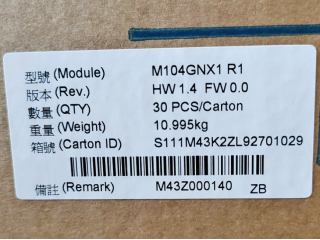 型號 (Module) M104GNX1 R1
版本 (Rev.) HW 1.4 FW 0.0
數量 (QTY) 30 PCS/Carton
重量 (Weight) 10.995kg
箱號 (Carton ID) S111M43K2ZL92701029
備註 (Remark) M43Z000140 ZB